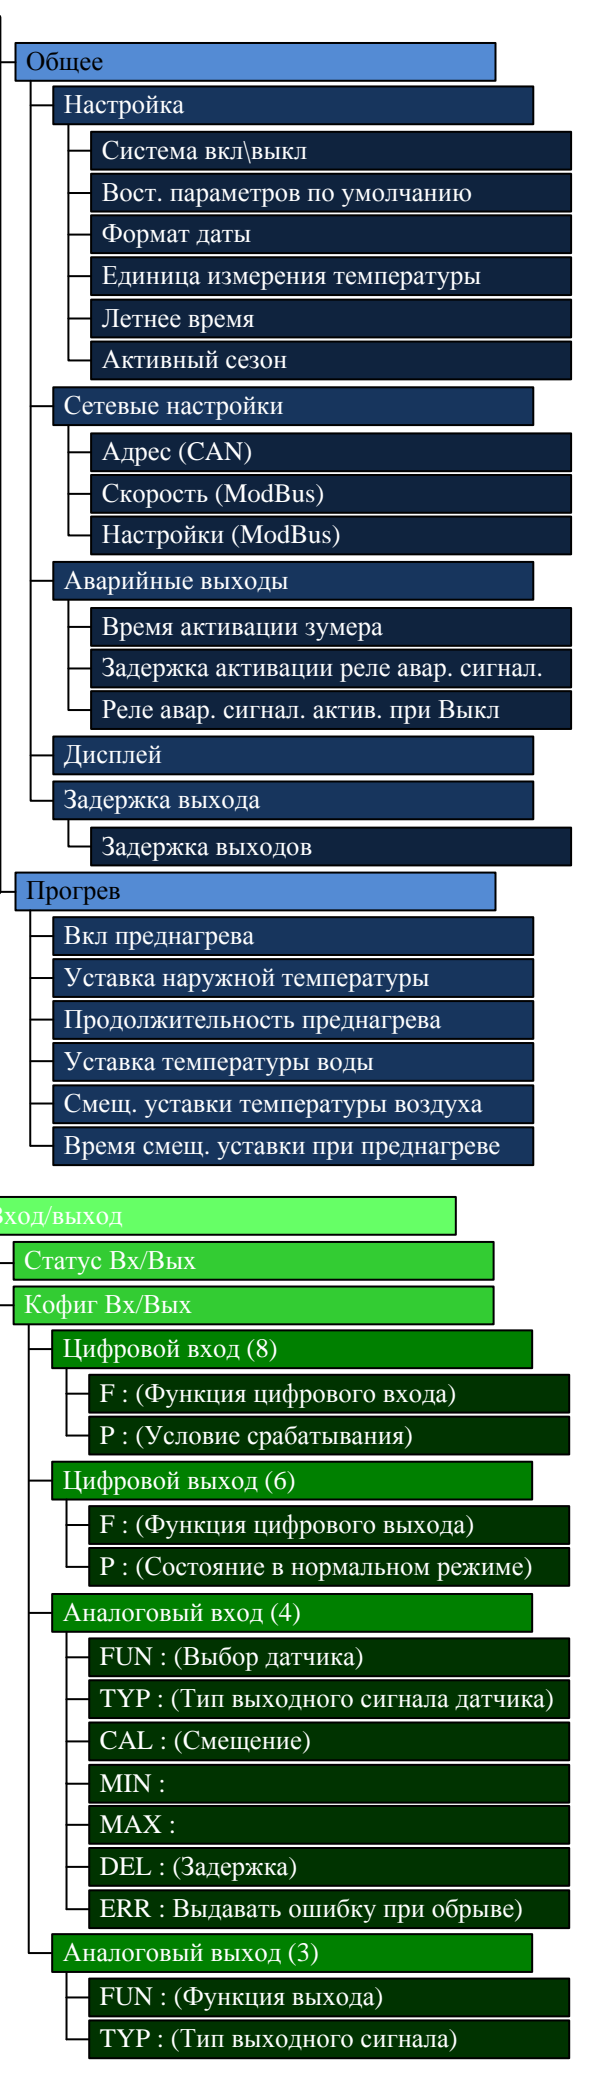 Общее
Настройка
Система вкл\выкл
Вост. параметров по умолчанию
Формат даты
Единица измерения температуры
Летнее время
Активный сезон
Сетевые настройки
Адрес (CAN)
Скорость (ModBus)
Настройки (ModBus)
Аварийные выходы
Время активации зумера
Задержка активации реле авар. сигнал.
Реле авар. сигнал. актив. при Выкл
Дисплей
Задержка выхода
Задержка выходов
Прогрев
Вкл преднагрева
Уставка наружной температуры
Продолжительность преднагрева
Уставка температуры воды
Смещ. уставки температуры воздуха
Время смещ. уставки при преднагреве
Вход/выход
Статус Вх/Вых
Кофиг Вх/Вых
Цифровой вход (8)
F : (Функция цифрового входа)
P : (Условие срабатывания)
Цифровой выход (6)
F : (Функция цифрового выхода)
P : (Состояние в нормальном режиме)
Аналоговый вход (4)
FUN : (Выбор датчика)
TYP : (Тип выходного сигнала датчика)
CAL : (Смещение)
MIN :
MAX :
DEL : (Задержка)
ERR : Выдавать ошибку при обрыве)
Аналоговый выход (3)
FUN : (Функция выхода)
TYP : (Тип выходного сигнала)